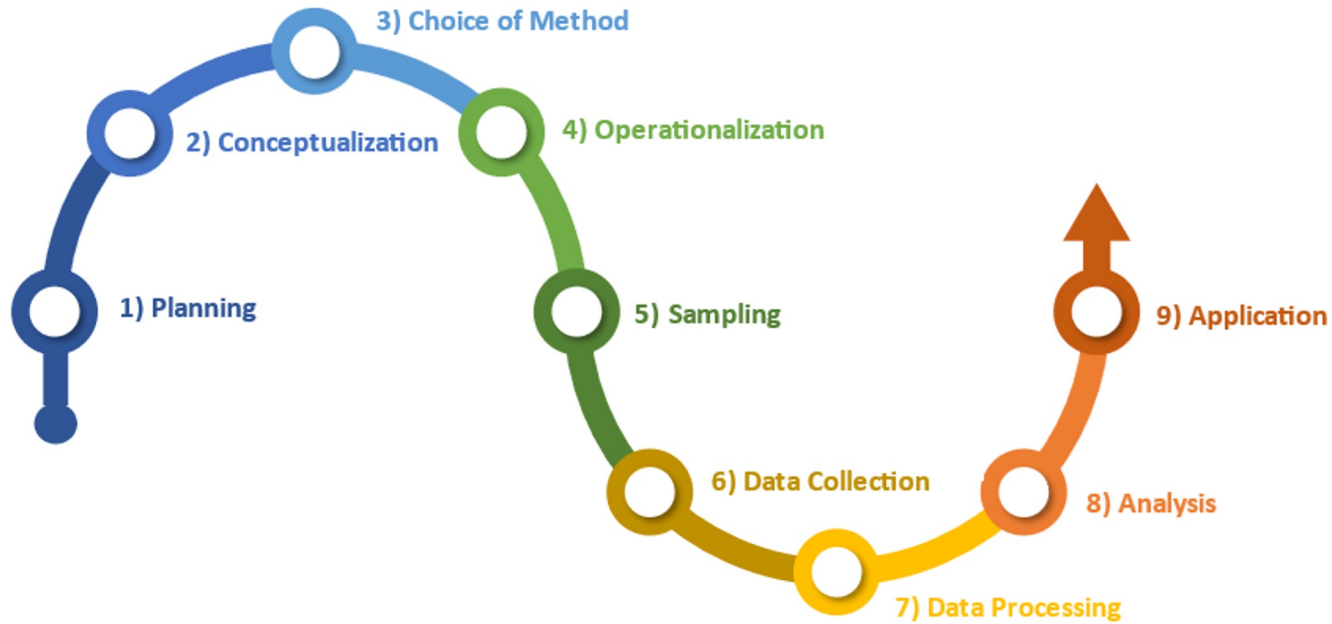 1) Planning
2) Conceptualization
3) Choice of Method
4) Operationalization
5) Sampling
6) Data Collection
7) Data Processing
8) Analysis
9) Application